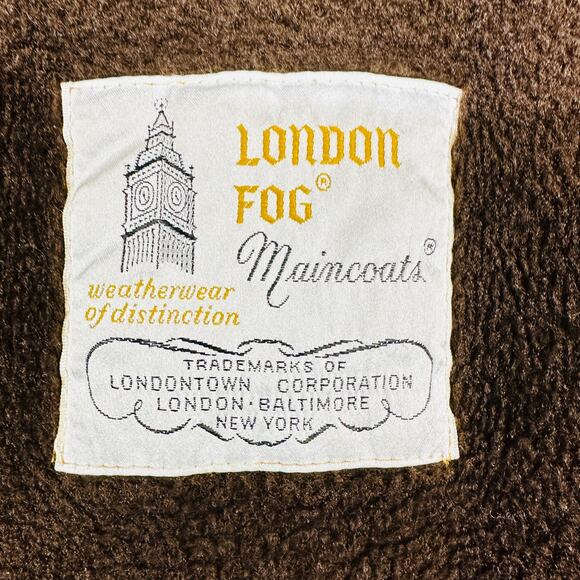 LONDON
FOG®
Maincoats®
weatherwear
of distinction
TRADEMARKS OF
LONDONTOWN CORPORATION
LONDON · BALTIMORE
NEW YORK